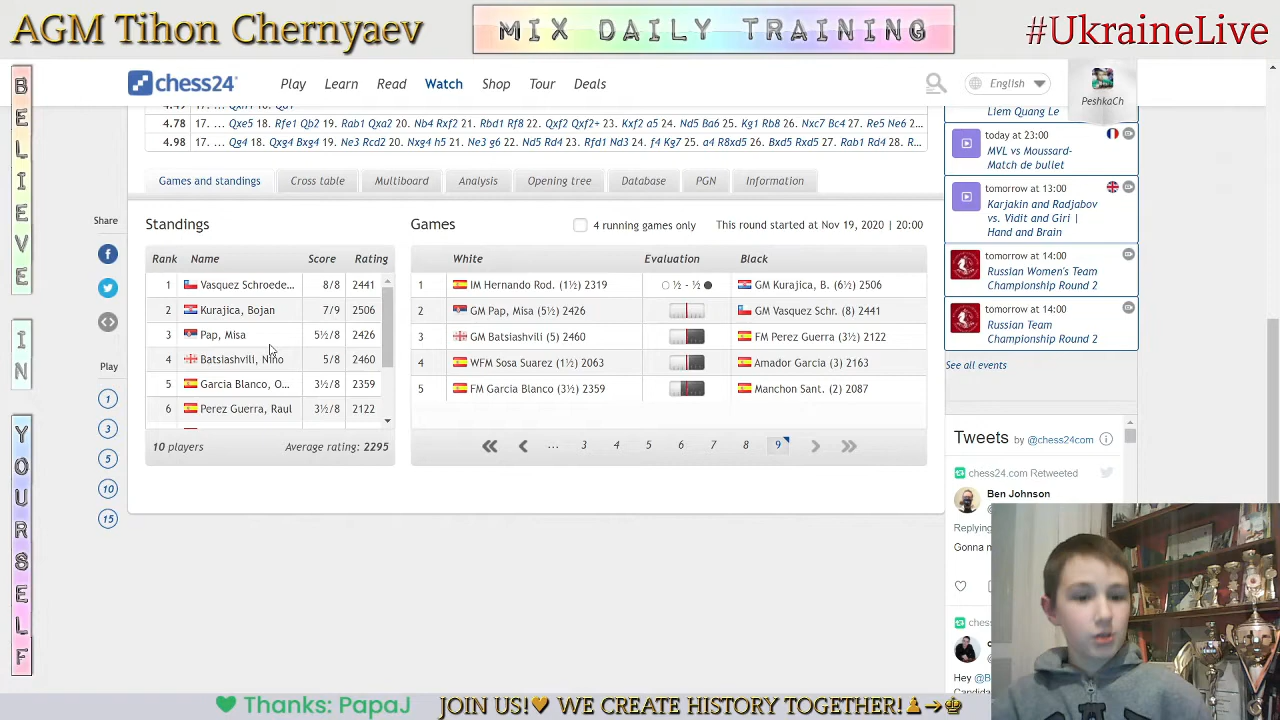 AGM Tihon Chernyaev
MIX DAILY TRAINING
#UkraineLive
BELIEVE
IN
YOURSELF
chess24
Play
Learn
Read
Watch
Shop
Tour
Deals
English
PeshkaCh
4.78 17. ... Qxe5 18. Rfe1 Qb2 19. Rab1 Qxa2 20. Nb4 Rxf2 21. Rbd1 Rf8 22. Qxf2 Qxf2+ 23. Kxf2 a5 24. Nd5 Ba6 25. Kg1 Rb8 26. Nxc7 Bc4 27. Re5 Ne6 2...
4.98 17. ... Qg4 18. Qxg4 Bxg4 19. Ne3 Rcd2 20. Nxg4 h5 21. Ne3 g6 22. Nd5 Rd4 23. Rfd1 Nd3 24. f4 Kg7 25. a4 R8xd5 26. Bxd5 Rxd5 27. Rab1 Rd4 28. R...
Games and standings
Cross table
Multiboard
Analysis
Opening tree
Database
PGN
Information
Share
Play
1
3
5
10
15
Standings
Rank Name Score Rating
1 Vasquez Schroede... 8/8 2441
2 Kurajica, Bojan 7/9 2506
3 Pap, Misa 5½/8 2426
4 Batsiashvili, Nino 5/8 2460
5 Garcia Blanco, O... 3½/8 2359
6 Perez Guerra, Raul 3½/8 2122
10 players Average rating: 2295
Games
4 running games only
This round started at Nov 19, 2020 | 20:00
White Evaluation Black
1 IM Hernando Rod. (1½) 2319 ½ - ½ GM Kurajica, B. (6½) 2506
2 GM Pap, Misa (5½) 2426 GM Vasquez Schr. (8) 2441
3 GM Batsiashvili (5) 2460 FM Perez Guerra (3½) 2122
4 WFM Sosa Suarez (1½) 2063 Amador Garcia (3) 2163
5 FM Garcia Blanco (3½) 2359 Manchon Sant. (2) 2087
... 3 4 5 6 7 8 9
Liem Quang Le
today at 23:00
MVL vs Moussard-
Match de bullet
tomorrow at 13:00
Karjakin and Radjabov
vs. Vidit and Giri |
Hand and Brain
tomorrow at 14:00
Russian Women's Team
Championship Round 2
tomorrow at 14:00
Russian Team
Championship Round 2
See all events
Tweets by @chess24com
chess24.com Retweeted
Ben Johnson
Replying
Gonna
Hey
Thanks: PapaJ
JOIN US! WE CREATE HISTORY TOGETHER!